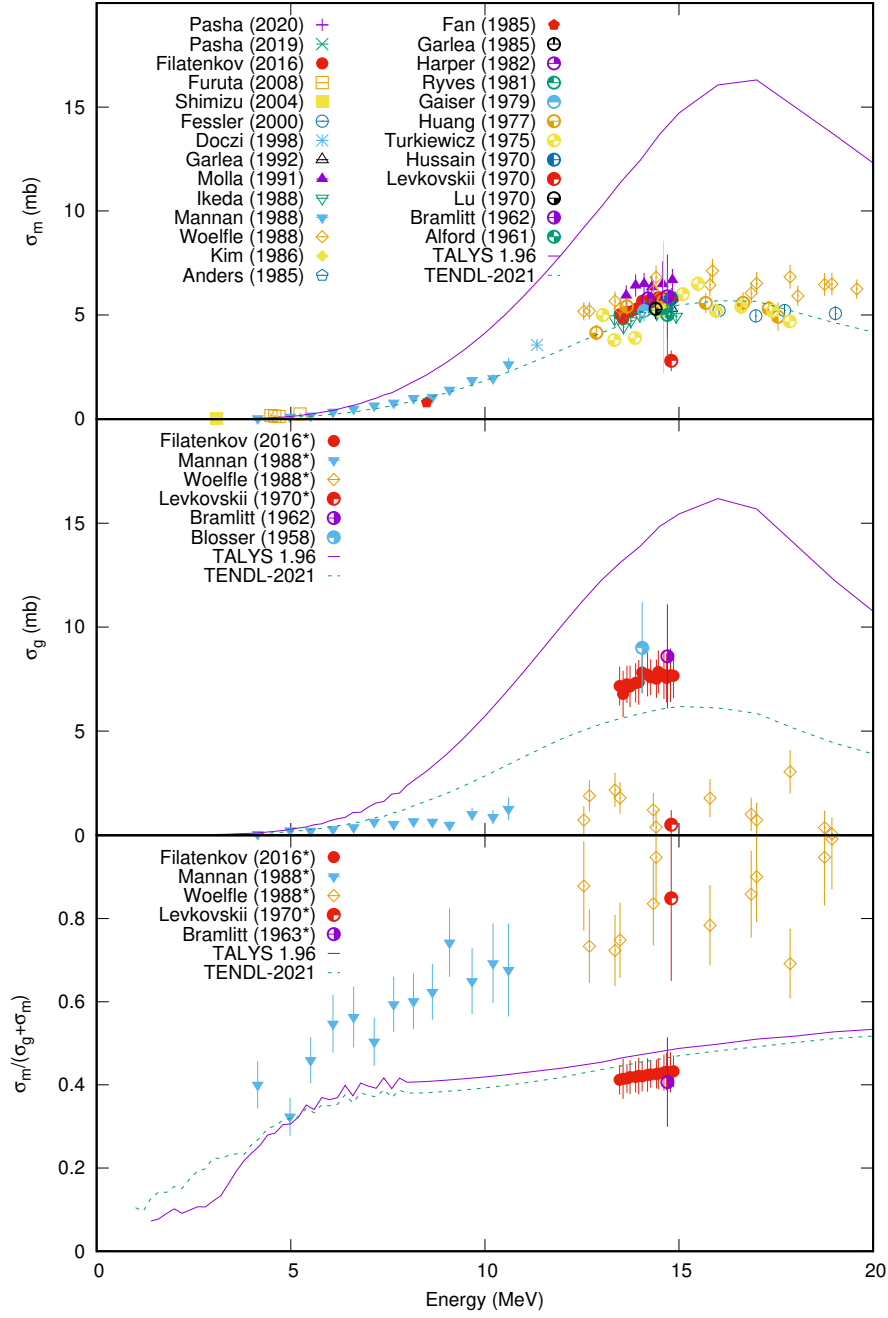 Pasha (2020)
Pasha (2019)
Filatenkov (2016)
Furuta (2008)
Shimizu (2004)
Fessler (2000)
Doczi (1998)
Garlea (1992)
Molla (1991)
Ikeda (1988)
Mannan (1988)
Woelfle (1988)
Kim (1986)
Anders (1985)
Fan (1985)
Garlea (1985)
Harper (1982)
Ryves (1981)
Gaiser (1979)
Huang (1977)
Turkiewicz (1975)
Hussain (1970)
Levkovskii (1970)
Lu (1970)
Bramlitt (1962)
Alford (1961)
TALYS 1.96
TENDL-2021
15
10
5
0
σm (mb)
Filatenkov (2016*)
Mannan (1988*)
Woelfle (1988*)
Levkovskii (1970*)
Bramlitt (1962)
Blosser (1958)
TALYS 1.96
TENDL-2021
15
10
5
0
σg (mb)
Filatenkov (2016*)
Mannan (1988*)
Woelfle (1988*)
Levkovskii (1970*)
Bramlitt (1963*)
TALYS 1.96
TENDL-2021
0.8
0.6
0.4
0.2
0
σm/(σg+σm)
0 5 10 15 20
Energy (MeV)